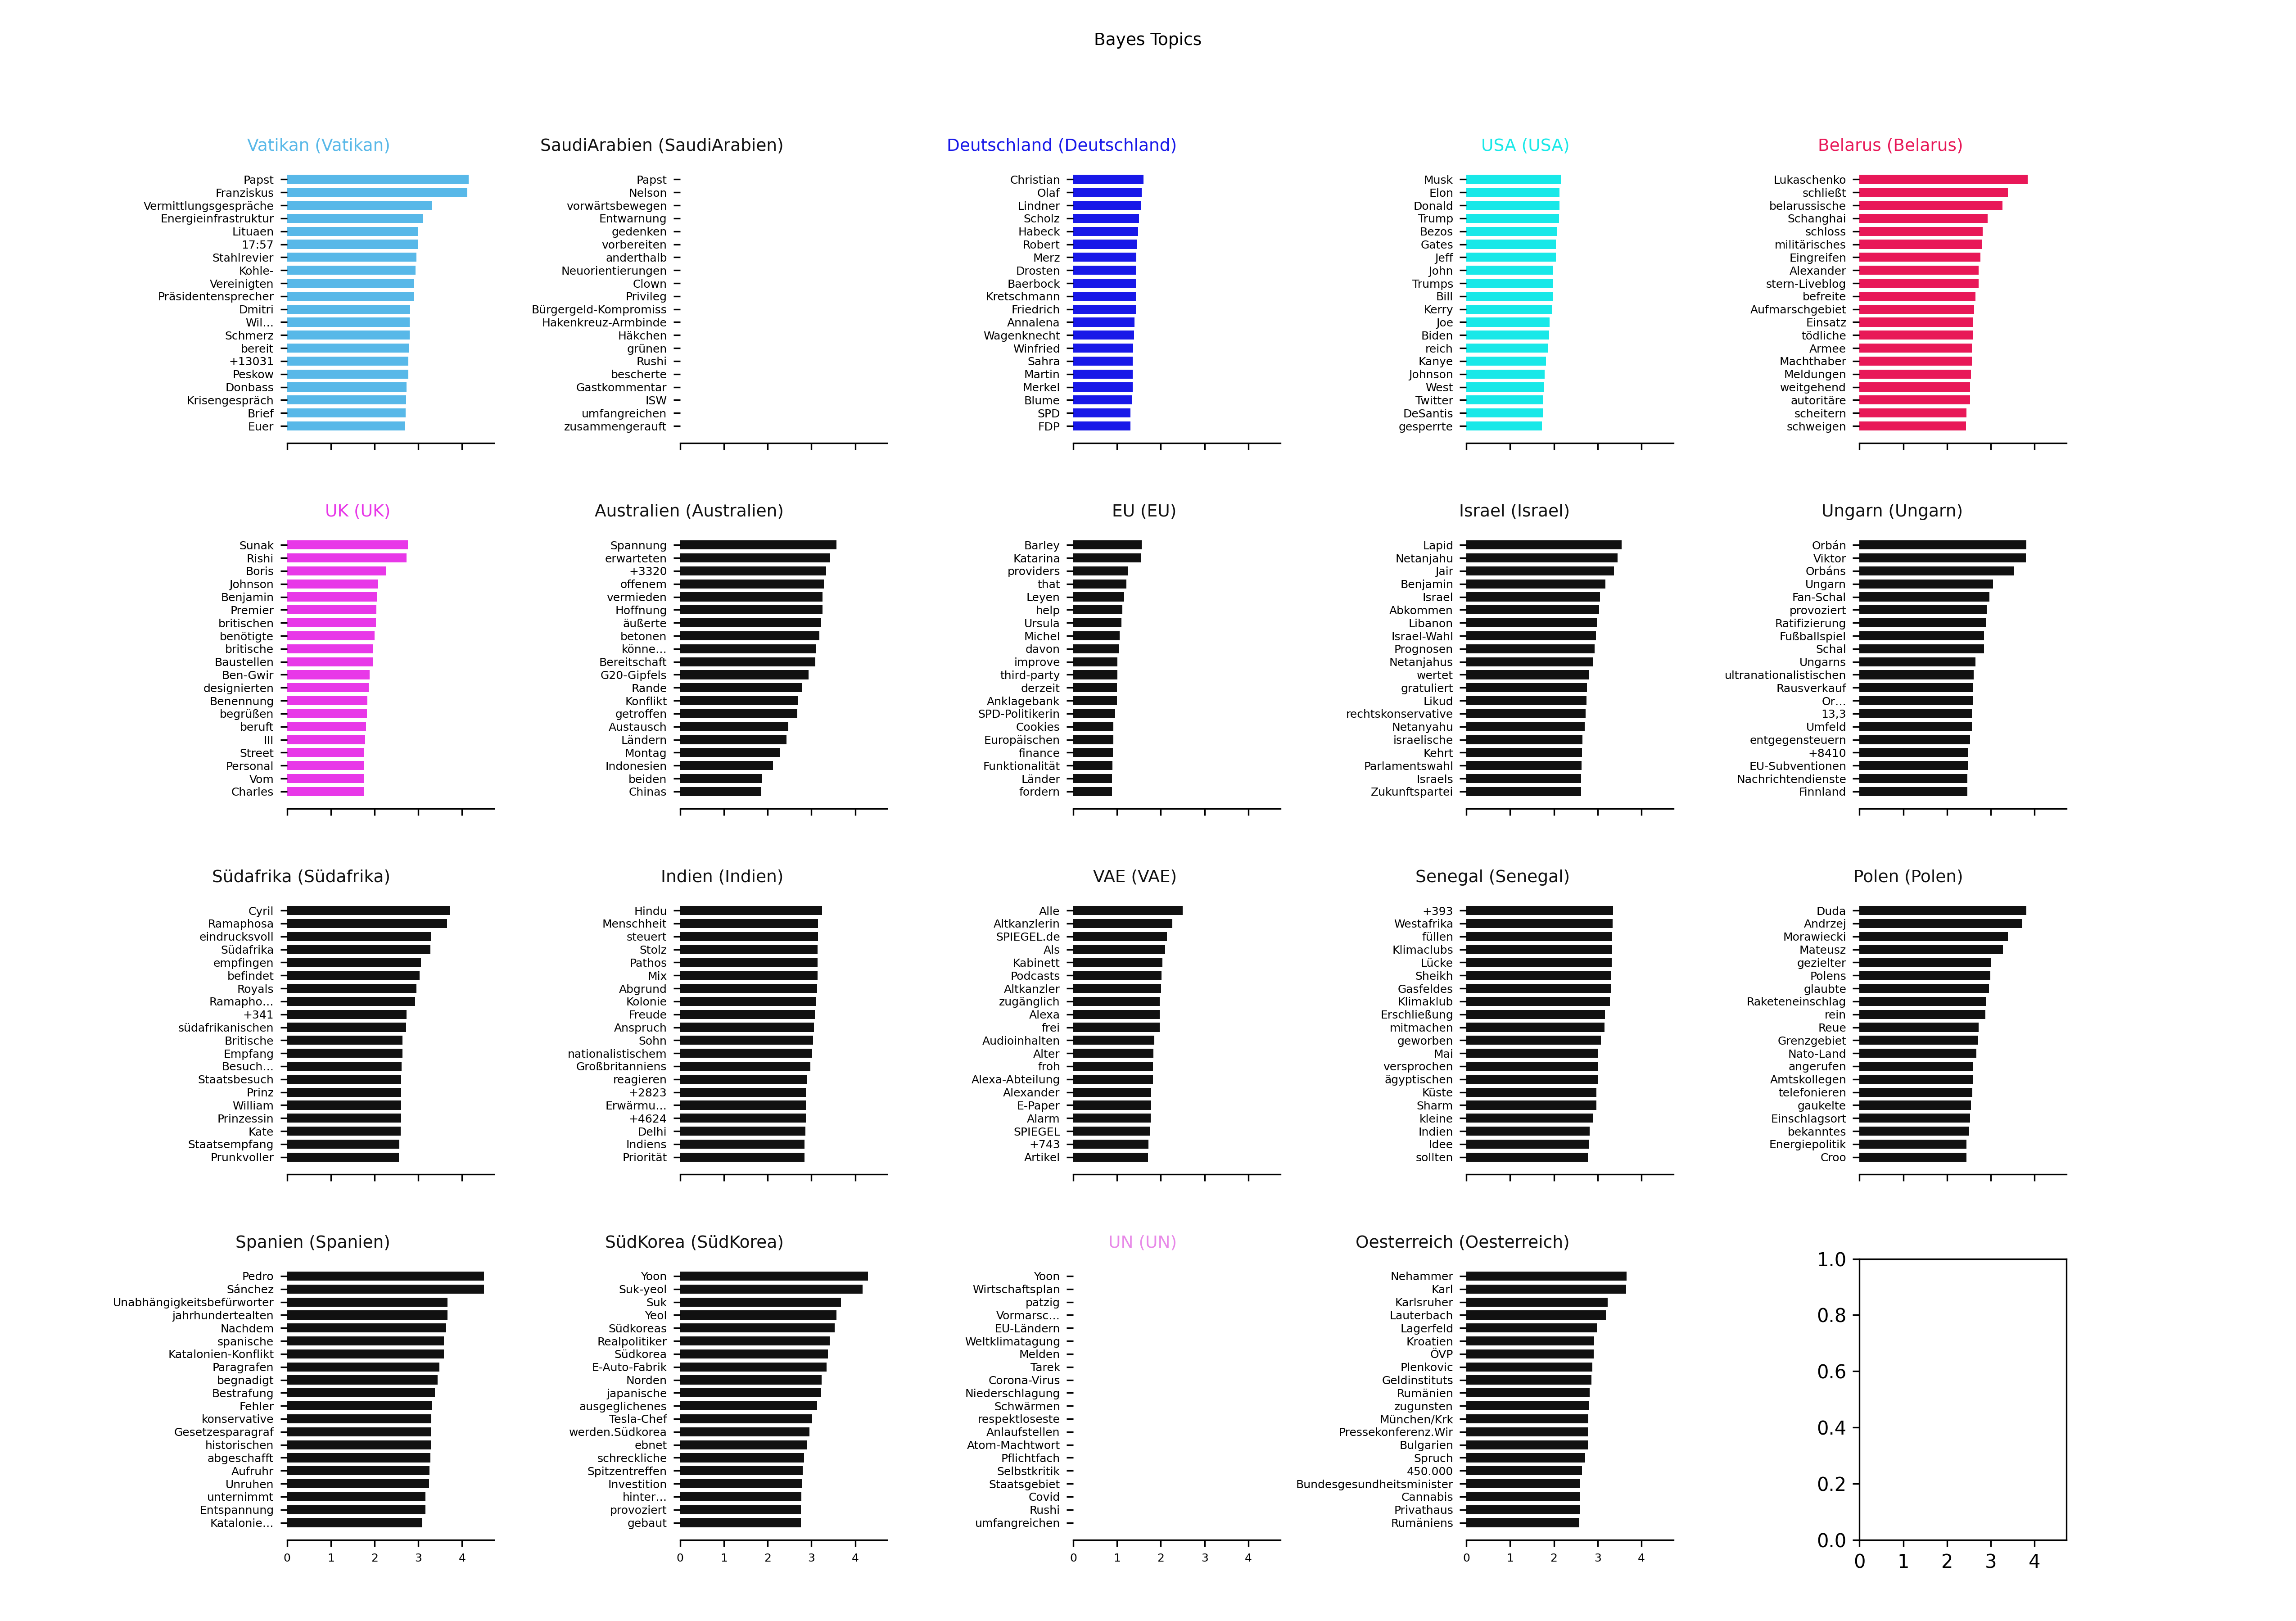 Bayes Topics
Vatikan (Vatikan)
Papst
Franziskus
Vermittlungsgespräche
Energieinfrastruktur
Lituaen
17:57
Stahlrevier
Kohle-
Vereinigten
Präsidentensprecher
Dmitri
Wil...
Schmerz
bereit
+13031
Peskow
Donbass
Krisengespräch
Brief
Euer
SaudiArabien (SaudiArabien)
Papst
Nelson
vorwärtsbewegen
Entwarnung
gedenken
vorbereiten
anderthalb
Neuorientierungen
Clown
Privileg
Bürgergeld-Kompromiss
Hakenkreuz-Armbinde
Häkchen
grünen
Rushi
bescherte
Gastkommentar
ISW
umfangreichen
zusammengerauft
Deutschland (Deutschland)
Christian
Olaf
Lindner
Scholz
Habeck
Robert
Merz
Drosten
Baerbock
Kretschmann
Friedrich
Annalena
Wagenknecht
Winfried
Sahra
Martin
Merkel
Blume
SPD
FDP
USA (USA)
Musk
Elon
Donald
Trump
Bezos
Gates
Jeff
John
Trumps
Bill
Kerry
Joe
Biden
reich
Kanye
Johnson
West
Twitter
DeSantis
gesperrte
Belarus (Belarus)
Lukaschenko
schließt
belarussische
Schanghai
schloss
militärisches
Eingreifen
Alexander
stern-Liveblog
befreite
Aufmarschgebiet
Einsatz
tödliche
Armee
Machthaber
Meldungen
weitgehend
autoritäre
scheitern
schweigen
UK (UK)
Sunak
Rishi
Boris
Johnson
Benjamin
Premier
britischen
benötigte
britische
Baustellen
Ben-Gwir
designierten
Benennung
begrüßen
beruft
III
Street
Personal
Vom
Charles
Australien (Australien)
Spannung
erwarteten
+3320
offenem
vermieden
Hoffnung
äußerte
betonen
könne...
Bereitschaft
G20-Gipfels
Rande
Konflikt
getroffen
Austausch
Ländern
Montag
Indonesien
beiden
Chinas
EU (EU)
Barley
Katarina
providers
that
Leyen
help
Ursula
Michel
davon
improve
third-party
derzeit
Anklagebank
SPD-Politikerin
Cookies
Europäischen
finance
Funktionalität
Länder
fordern
Israel (Israel)
Lapid
Netanjahu
Jair
Benjamin
Israel
Abkommen
Libanon
Israel-Wahl
Prognosen
Netanjahus
wertet
gratuliert
Likud
rechtskonservative
Netanyahu
israelische
Kehrt
Parlamentswahl
Israels
Zukunftspartei
Ungarn (Ungarn)
Orbán
Viktor
Orbáns
Ungarn
Fan-Schal
provoziert
Ratifizierung
Fußballspiel
Schal
Ungarns
ultranationalistischen
Rausverkauf
Or...
13,3
Umfeld
entgegensteuern
+8410
EU-Subventionen
Nachrichtendienste
Finnland
Südafrika (Südafrika)
Cyril
Ramaphosa
eindrucksvoll
Südafrika
empfingen
befindet
Royals
Ramapho...
+341
südafrikanischen
Britische
Empfang
Besuch...
Staatsbesuch
Prinz
William
Prinzessin
Kate
Staatsempfang
Prunkvoller
Indien (Indien)
Hindu
Menschheit
steuert
Stolz
Pathos
Mix
Abgrund
Kolonie
Freude
Anspruch
Sohn
nationalistischem
Großbritanniens
reagieren
+2823
Erwärmu...
+4624
Delhi
Indiens
Priorität
VAE (VAE)
Alle
Altkanzlerin
SPIEGEL.de
Als
Kabinett
Podcasts
Altkanzler
zugänglich
Alexa
frei
Audioinhalten
Alter
froh
Alexa-Abteilung
Alexander
E-Paper
Alarm
SPIEGEL
+743
Artikel
Senegal (Senegal)
+393
Westafrika
füllen
Klimaclubs
Lücke
Sheikh
Gasfeldes
Klimaklub
Erschließung
mitmachen
geworben
Mai
versprochen
ägyptischen
Küste
Sharm
kleine
Indien
Idee
sollten
Polen (Polen)
Duda
Andrzej
Morawiecki
Mateusz
gezielter
Polens
glaubte
Raketeneinschlag
rein
Reue
Grenzgebiet
Nato-Land
angerufen
Amtskollegen
telefonieren
gaukelte
Einschlagsort
bekanntes
Energiepolitik
Croo
Spanien (Spanien)
Pedro
Sánchez
Unabhängigkeitsbefürworter
jahrhundertealten
Nachdem
spanische
Katalonien-Konflikt
Paragrafen
begnadigt
Bestrafung
Fehler
konservative
Gesetzesparagraf
historischen
abgeschafft
Aufruhr
Unruhen
unternimmt
Entspannung
Katalonie...
0 1 2 3 4
SüdKorea (SüdKorea)
Yoon
Suk-yeol
Suk
Yeol
Südkoreas
Realpolitiker
Südkorea
E-Auto-Fabrik
Norden
japanische
ausgeglichenes
Tesla-Chef
werden.Südkorea
ebnet
schreckliche
Spitzentreffen
Investition
hinter...
provoziert
gebaut
0 1 2 3 4
UN (UN)
Yoon
Wirtschaftsplan
patzig
Vormarsc...
EU-Ländern
Weltklimatagung
Melden
Tarek
Corona-Virus
Niederschlagung
Schwärmen
respektloseste
Anlaufstellen
Atom-Machtwort
Pflichtfach
Selbstkritik
Staatsgebiet
Covid
Rushi
umfangreichen
0 1 2 3 4
Oesterreich (Oesterreich)
Nehammer
Karl
Karlsruher
Lauterbach
Lagerfeld
Kroatien
ÖVP
Plenkovic
Geldinstituts
Rumänien
zugunsten
München/Krk
Pressekonferenz.Wir
Bulgarien
Spruch
450.000
Bundesgesundheitsminister
Cannabis
Privathaus
Rumäniens
0 1 2 3 4
1.0
0.8
0.6
0.4
0.2
0.0
0 1 2 3 4